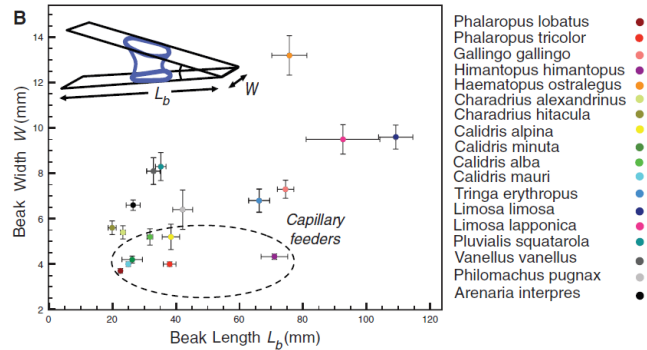 B
14
12
10
8
6
4
2
0
20
40
60
80
100
120
Beak Width W (mm)
Beak Length Lb (mm)
Lb
W
Capillary
feeders
Phalaropus lobatus
Phalaropus tricolor
Gallingo gallingo
Himantopus himantopus
Haematopus ostralegus
Charadrius alexandrinus
Charadrius hitacula
Calidris alpina
Calidris minuta
Calidris alba
Calidris mauri
Tringa erythropus
Limosa limosa
Limosa lapponica
Pluvialis squatarola
Vanellus vanellus
Philomachus pugnax
Arenaria interpres